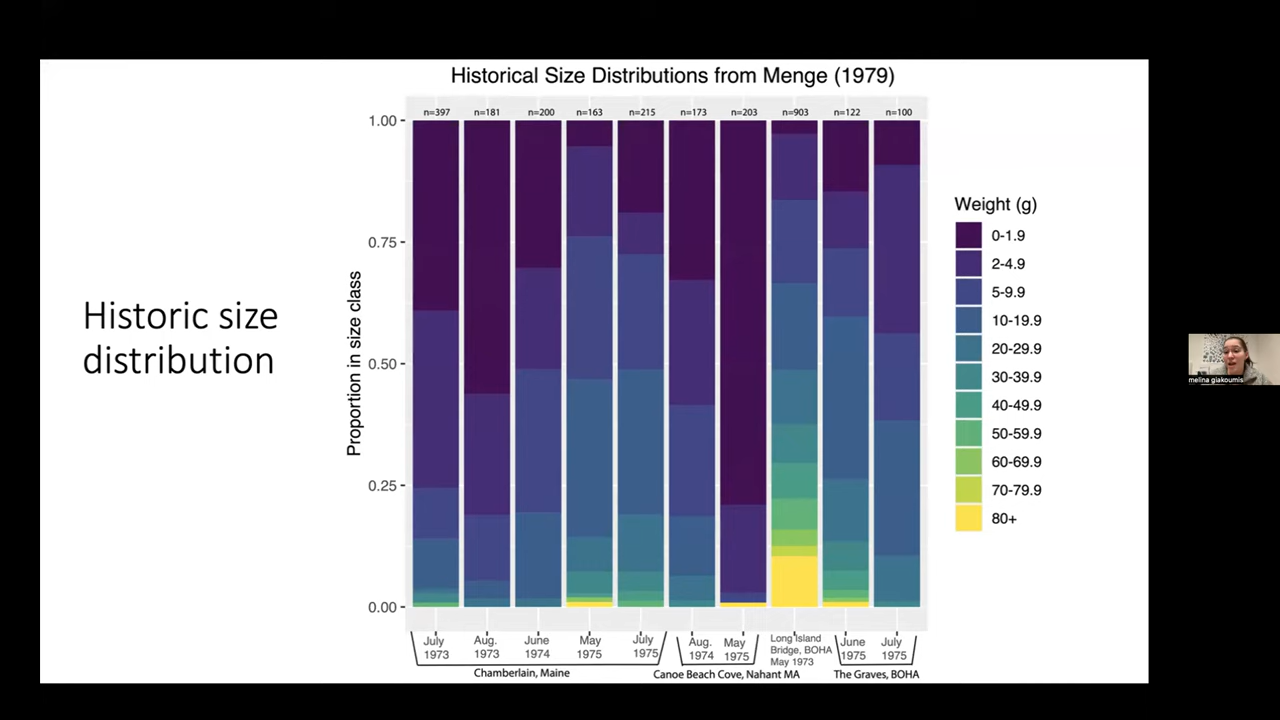 Historical Size Distributions from Menge (1979)
n=397 n=181 n=200 n=163 n=215 n=173 n=203 n=903 n=122 n=100
1.00
0.75
0.50
0.25
0.00
Proportion in size class
Historic size
distribution
Weight (g)
0-1.9
2-4.9
5-9.9
10-19.9
20-29.9
30-39.9
40-49.9
50-59.9
60-69.9
70-79.9
80+
July
1973
Aug.
1973
June
1974
May
1975
July
1975
Chamberlain, Maine
Aug.
1974
May
1975
Canoe Beach Cove, Nahant MA
Long Island
Bridge, BOHA
May 1973
June
1975
July
1975
The Graves, BOHA
melina giakoumis